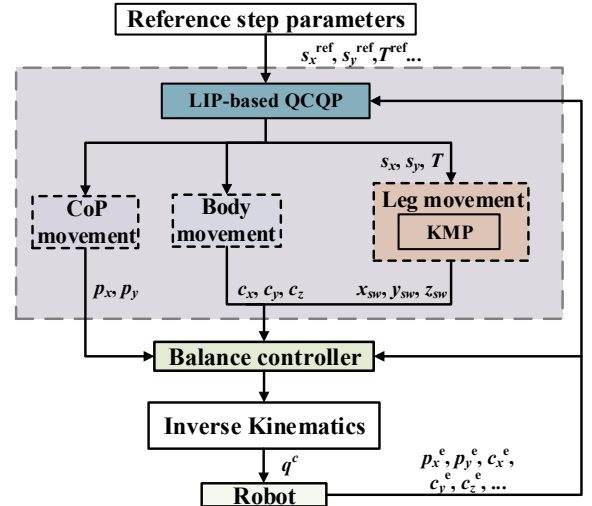 Reference step parameters
s_x^ref, s_y^ref, T^ref...
LIP-based QCQP
s_x, s_y, T
CoP movement
Body movement
Leg movement
KMP
p_x, p_y
c_x, c_y, c_z
x_sw, y_sw, z_sw
Balance controller
Inverse Kinematics
q^c
p_x^e, p_y^e, c_x^e,
c_y^e, c_z^e, ...
Robot